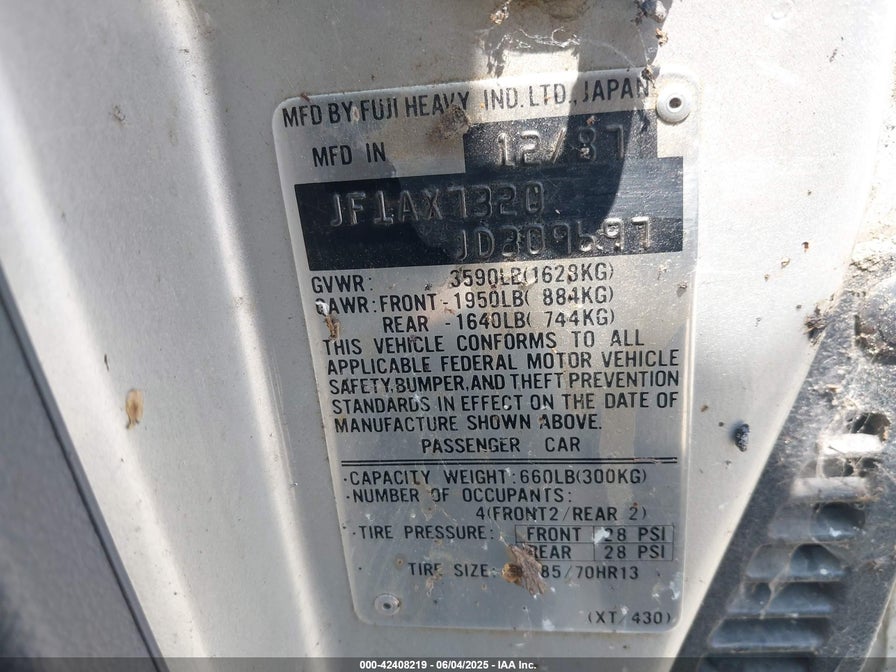 MFD BY FUJI HEAVY IND. LTD., JAPAN
MFD IN 12/87
JF1AX7320
JD209697
GVWR: 3590LB(1628KG)
GAWR: FRONT-1950LB( 884KG)
REAR -1640LB( 744KG)
THIS VEHICLE CONFORMS TO ALL
APPLICABLE FEDERAL MOTOR VEHICLE
SAFETY, BUMPER, AND THEFT PREVENTION
STANDARDS IN EFFECT ON THE DATE OF
MANUFACTURE SHOWN ABOVE.
PASSENGER CAR
·CAPACITY WEIGHT:660LB(300KG)
·NUMBER OF OCCUPANTS:
4(FRONT2/REAR 2)
·TIRE PRESSURE: FRONT 28 PSI
REAR 28 PSI
TIRE SIZE: 85/70HR13
(XT/430)
000-42408219 - 06/04/2025 - IAA Inc.